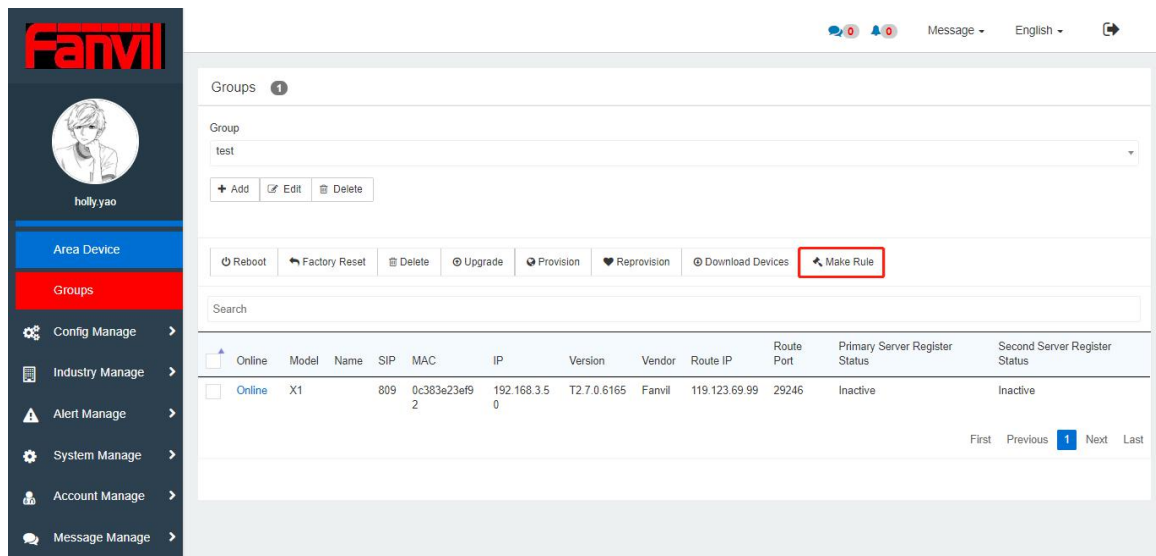 Fanvil
0 0 Message English
Groups 1
Group
test
Add Edit Delete
holly.yao
Area Device
Groups
Config Manage
Industry Manage
Alert Manage
System Manage
Account Manage
Message Manage
Reboot Factory Reset Delete Upgrade Provision Reprovision Download Devices Make Rule
Search
Online Model Name SIP MAC IP Version Vendor Route IP Route Port Primary Server Register Status Second Server Register Status
Online X1 809 0c383e23ef92 192.168.3.50 T2.7.0.6165 Fanvil 119.123.69.99 29246 Inactive Inactive
First Previous 1 Next Last